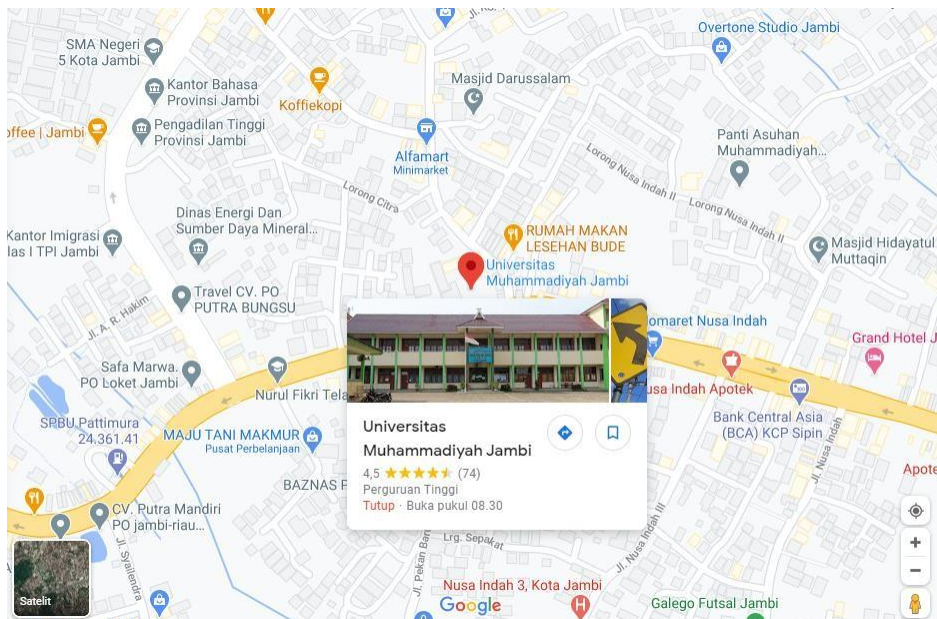 Jl. Ko
Overtone Studio Jambi
SMA Negeri
5 Kota Jambi
Masjid Darussalam
Kantor Bahasa
Provinsi Jambi
Koffiekopi
offee | Jambi
Pengadilan Tinggi
Provinsi Jambi
Alfamart
Minimarket
Panti Asuhan
Muhammadiyah...
Lorong Nusa Indah II
Lorong Nusa Indah II
Lorong Citra
Dinas Energi Dan
Sumber Daya Mineral...
Kantor Imigrasi
las I TPI Jambi
RUMAH MAKAN
LESEHAN BUDE
Masjid Hidayatul
Muttaqin
Universitas
Muhammadiyah Jambi
Travel CV. PO
PUTRA BUNGSU
Jl. A. R. Hakim
omaret Nusa Indah
Grand Hotel J
Safa Marwa.
PO Loket Jambi
Nurul Fikri Tela
usa Indah Apotek
Bank Central Asia
(BCA) KCP Sipin
Jl. Nusa Indah
SPBU Pattimura
24.361.41
MAJU TANI MAKMUR
Pusat Perbelanjaan
Universitas
Muhammadiyah Jambi
4,5 (74)
Perguruan Tinggi
Tutup · Buka pukul 08.30
Apote
BAZNAS P
CV. Putra Mandiri
PO jambi-riau...
Jl. Syailendra
Jl. Pekan Bar
Lrg. Sepakat
Jl. Nusa Indah III
Nusa Indah 3, Kota Jambi
Google
Galego Futsal Jambi
Satelit